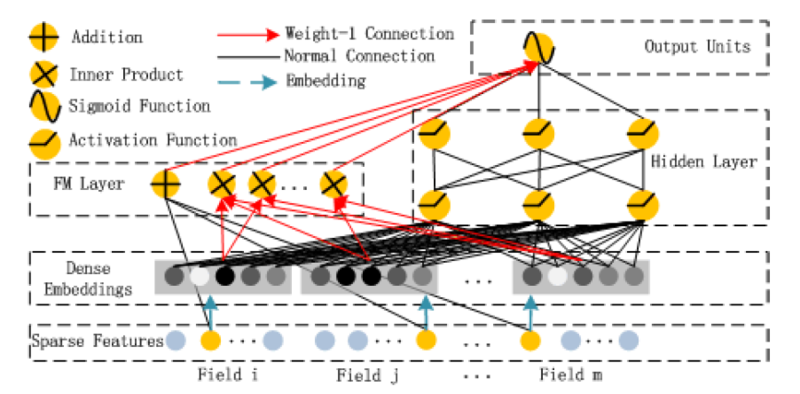 Addition
Inner Product
Sigmoid Function
Activation Function
Weight-1 Connection
Normal Connection
Embedding
Output Units
Hidden Layer
FM Layer
...
Dense
Embeddings
...
Sparse Features
...
...
...
...
Field i
Field j
...
Field m